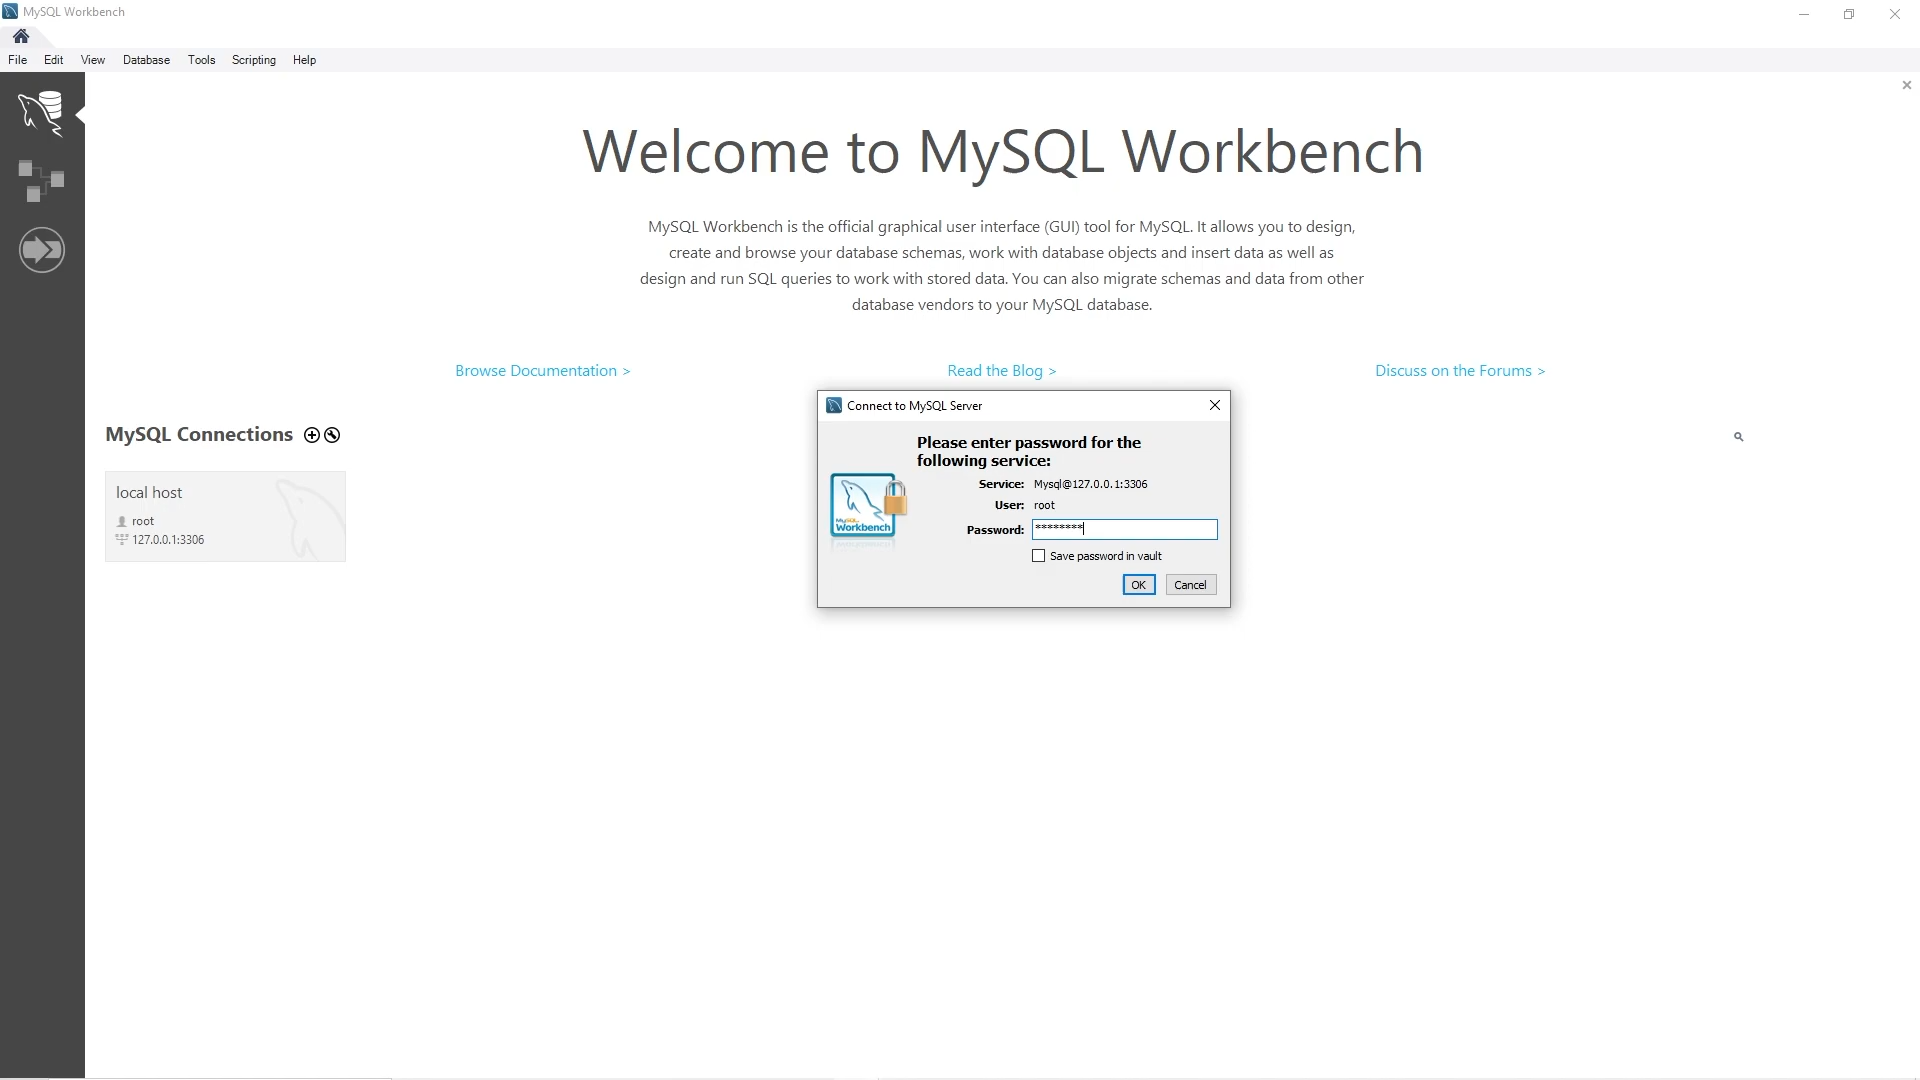 MySQL Workbench
File Edit View Database Tools Scripting Help
Welcome to MySQL Workbench
MySQL Workbench is the official graphical user interface (GUI) tool for MySQL. It allows you to design,
create and browse your database schemas, work with database objects and insert data as well as
design and run SQL queries to work with stored data. You can also migrate schemas and data from other
database vendors to your MySQL database.
Browse Documentation > Read the Blog > Discuss on the Forums >
MySQL Connections
local host
root
127.0.0.1:3306
Connect to MySQL Server
Please enter password for the
following service:
Service: Mysql@127.0.0.1:3306
User: root
Password: ********
Save password in vault
OK Cancel
MySQL
Workbench